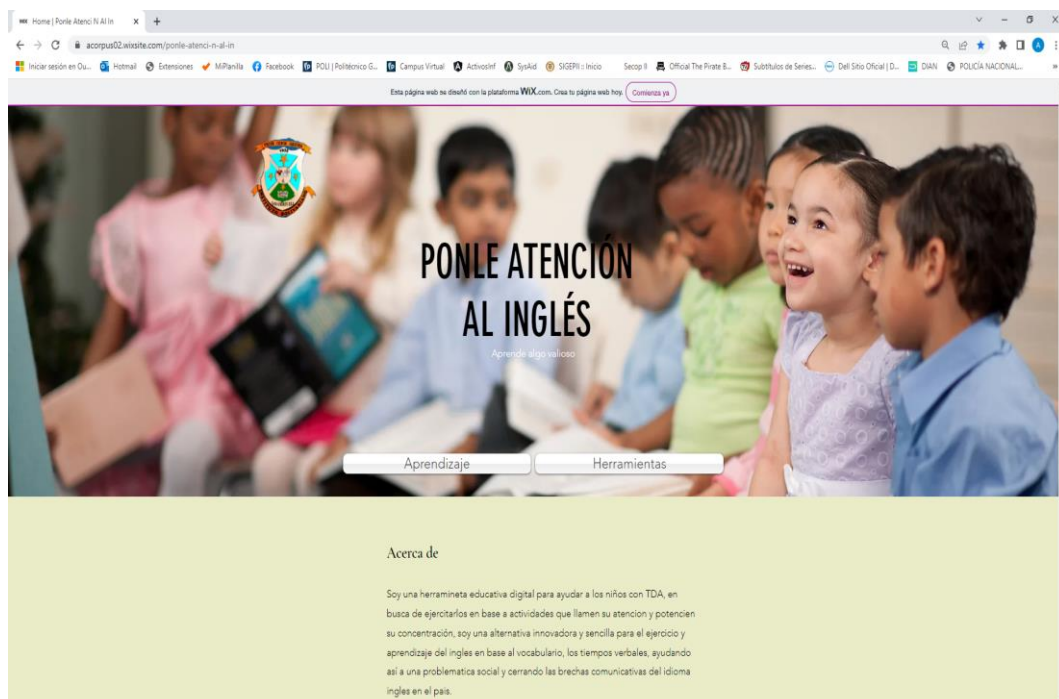 Home | Ponle Atenci N Al In
acorpus02.wixsite.com/ponle-atenci-n-al-in
Iniciar sesión en Ou... Hotmail Extensiones MiPlanilla Facebook POLI | Politécnico G... Campus Virtual ActivosInf SysAid SIGEPII :: Inicio Secop II Official The Pirate B... Subtítulos de Series... Dell Sitio Oficial | D... DIAN POLICÍA NACIONAL... »
Esta página web se diseñó con la plataforma WiX.com. Crea tu página web hoy. Comienza ya
PONLE ATENCIÓN
AL INGLÉS
Aprende algo valioso
Aprendizaje Herramientas
Acerca de
Soy una herramineta educativa digital para ayudar a los niños con TDA, en
busca de ejercitarlos en base a actividades que llamen su atencion y potencien
su concentración, soy una alternativa innovadora y sencilla para el ejercicio y
aprendizaje del ingles en base al vocabulario, los tiempos verbales, ayudando
asi a una problematica social y cerrando las brechas comunicativas del idioma
ingles en el pais.